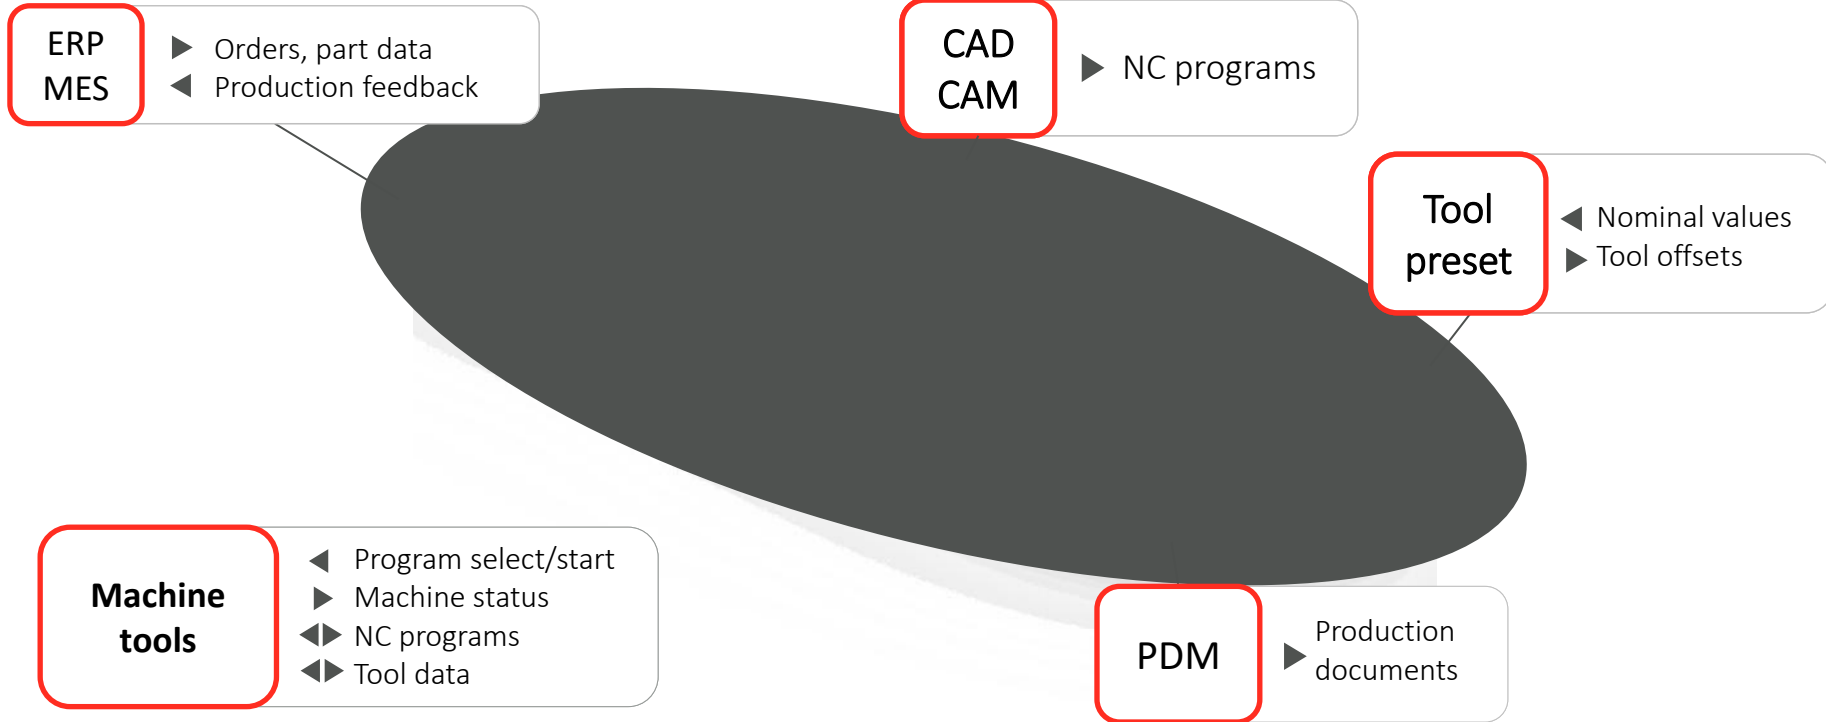 ERP
MES
Orders, part data
Production feedback
CAD
CAM
NC programs
Tool
preset
Nominal values
Tool offsets
Machine
tools
Program select/start
Machine status
NC programs
Tool data
PDM
Production
documents